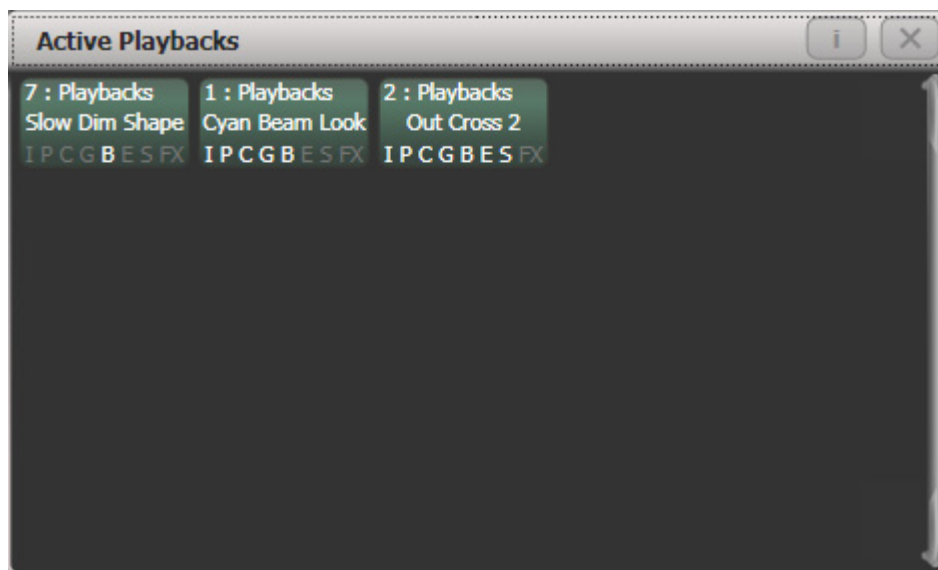 Active Playbacks
i
7 : Playbacks
Slow Dim Shape
I P C G B E S FX
1 : Playbacks
Cyan Beam Look
I P C G B E S FX
2 : Playbacks
Out Cross 2
I P C G B E S FX